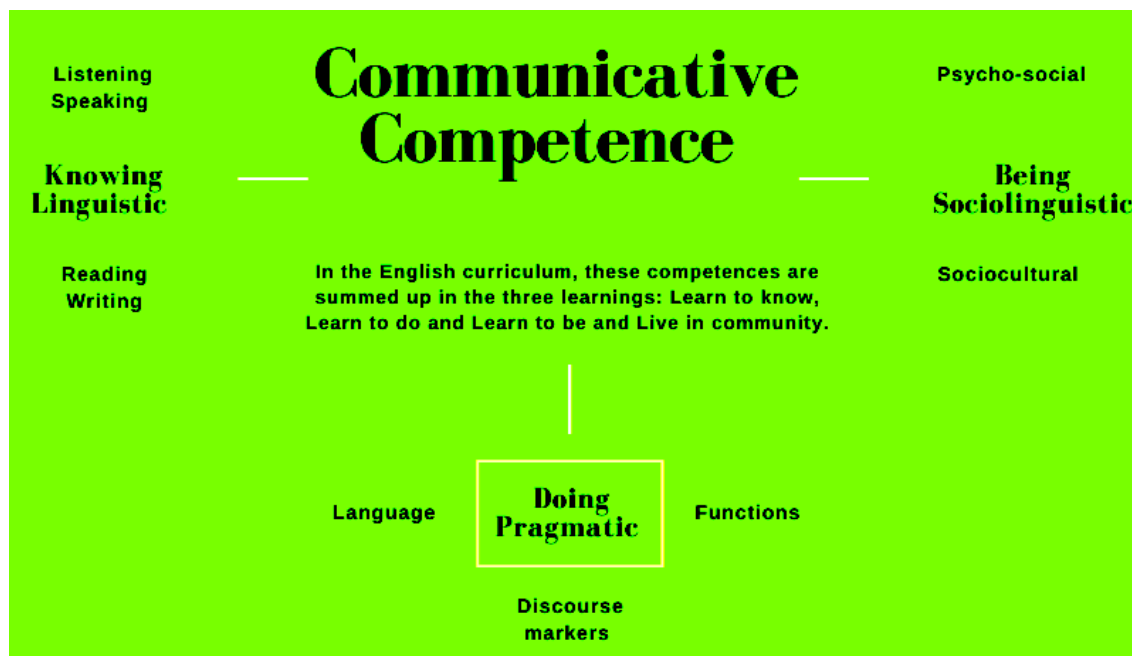 Communicative
Competence
Listening
Speaking
Knowing
Linguistic
Reading
Writing
Psycho-social
Being
Sociolinguistic
Sociocultural
In the English curriculum, these competences are
summed up in the three learnings: Learn to know,
Learn to do and Learn to be and Live in community.
Language
Doing
Pragmatic
Functions
Discourse
markers